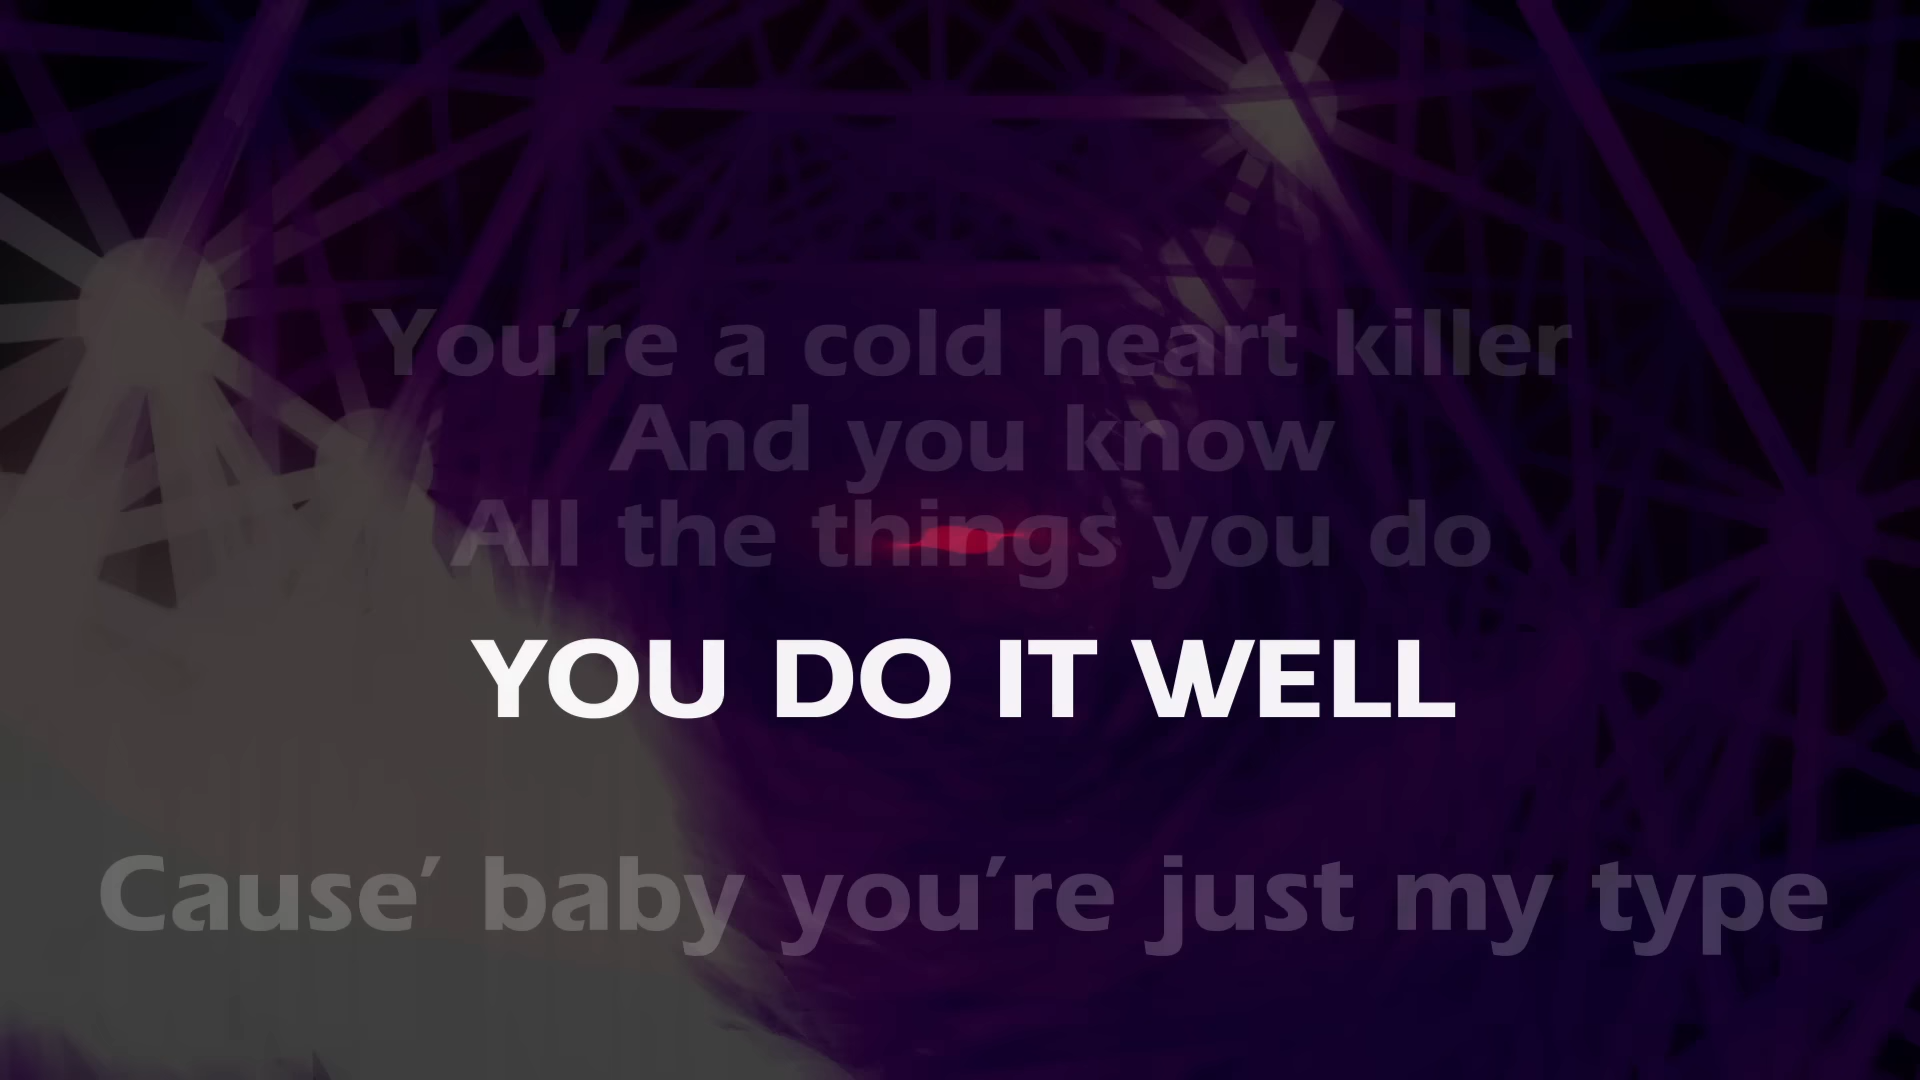 You’re a cold heart killer
And you know
All the things you do
YOU DO IT WELL
Cause’ baby you’re just my type